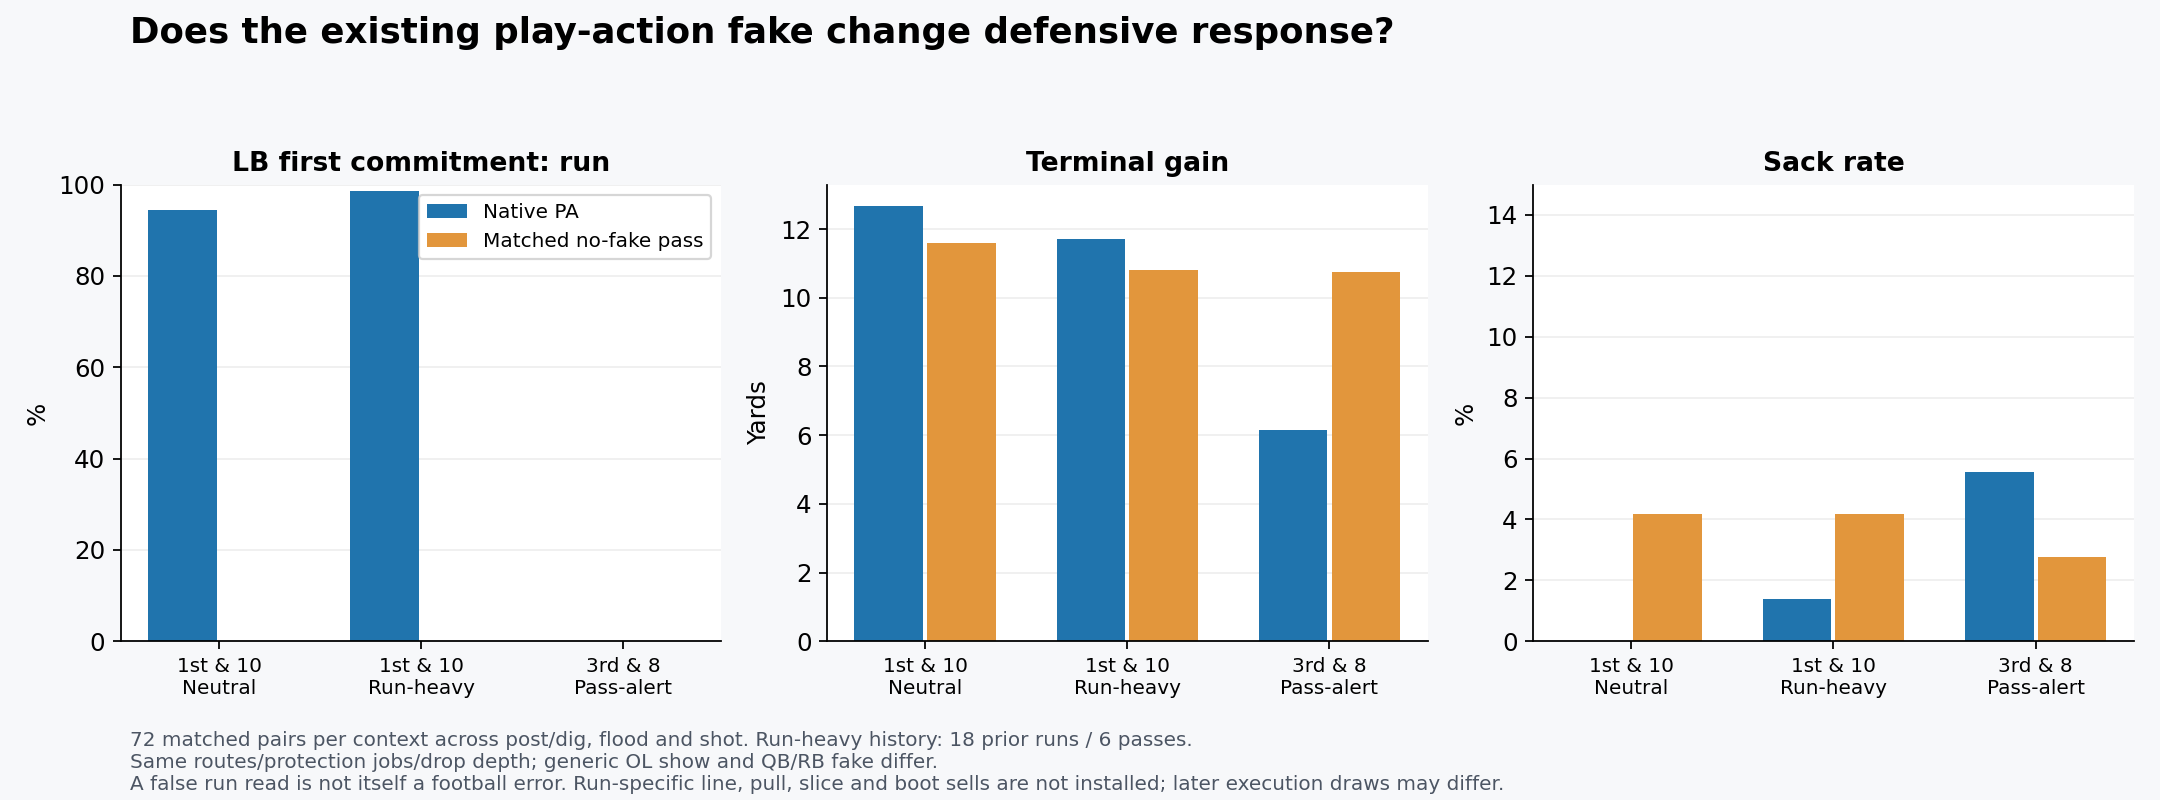 Does the existing play-action fake change defensive response?
LB first commitment: run
100
80
60
40
20
0
%
Native PA
Matched no-fake pass
1st & 10
Neutral
1st & 10
Run-heavy
3rd & 8
Pass-alert
Terminal gain
12
10
8
6
4
2
0
Yards
1st & 10
Neutral
1st & 10
Run-heavy
3rd & 8
Pass-alert
Sack rate
14
12
10
8
6
4
2
0
%
1st & 10
Neutral
1st & 10
Run-heavy
3rd & 8
Pass-alert
72 matched pairs per context across post/dig, flood and shot. Run-heavy history: 18 prior runs / 6 passes.
Same routes/protection jobs/drop depth; generic OL show and QB/RB fake differ.
A false run read is not itself a football error. Run-specific line, pull, slice and boot sells are not installed; later execution draws may differ.